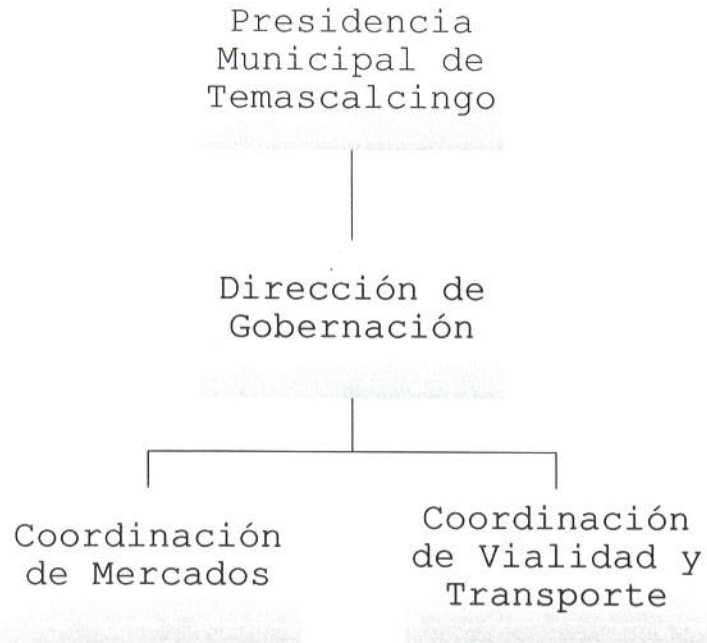 Presidencia
Municipal de
Temascalcingo
Dirección de
Gobernación
Coordinación
de Mercados
Coordinación
de Vialidad y
Transporte